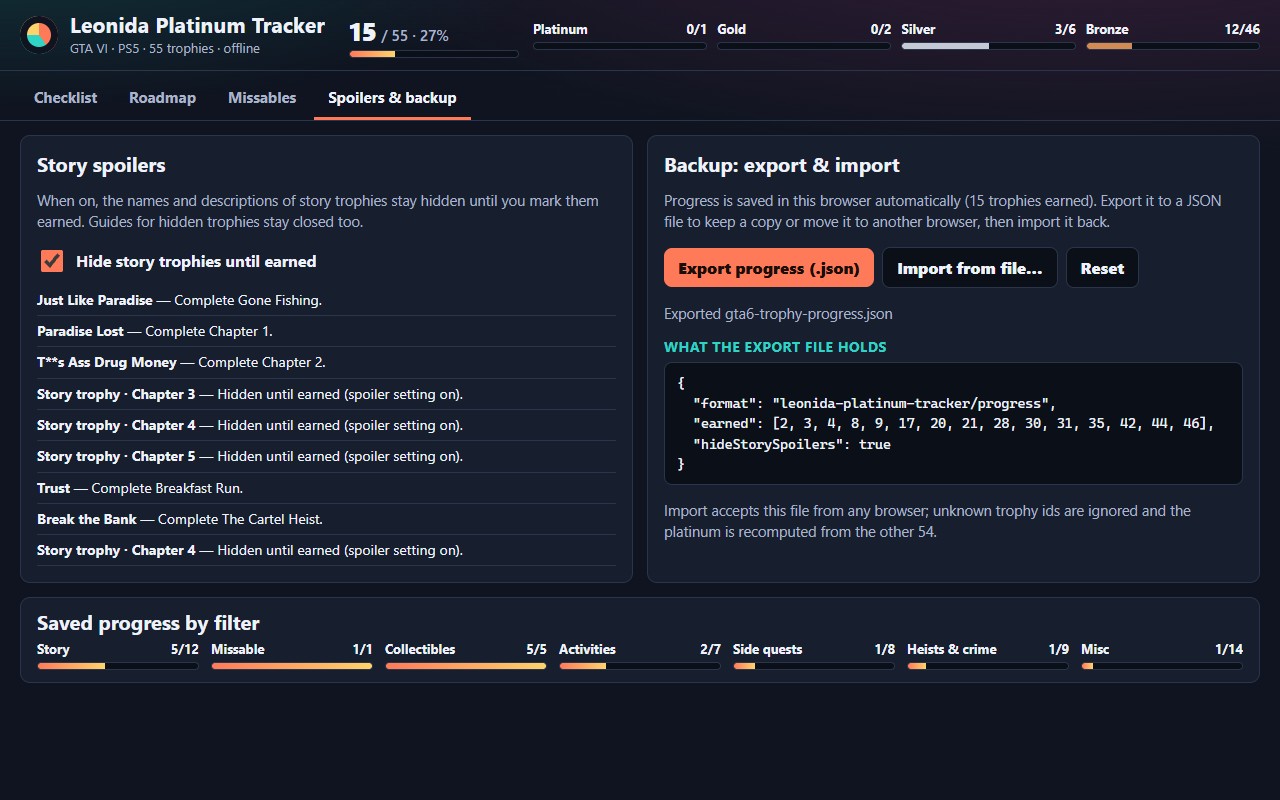 Leonida Platinum Tracker
GTA VI · PS5 · 55 trophies · offline
15 / 55 · 27%
Platinum 0/1
Gold 0/2
Silver 3/6
Bronze 12/46
Checklist
Roadmap
Missables
Spoilers & backup
Story spoilers
When on, the names and descriptions of story trophies stay hidden until you mark them
earned. Guides for hidden trophies stay closed too.
Hide story trophies until earned
Just Like Paradise — Complete Gone Fishing.
Paradise Lost — Complete Chapter 1.
T**s Ass Drug Money — Complete Chapter 2.
Story trophy · Chapter 3 — Hidden until earned (spoiler setting on).
Story trophy · Chapter 4 — Hidden until earned (spoiler setting on).
Story trophy · Chapter 5 — Hidden until earned (spoiler setting on).
Trust — Complete Breakfast Run.
Break the Bank — Complete The Cartel Heist.
Story trophy · Chapter 4 — Hidden until earned (spoiler setting on).
Backup: export & import
Progress is saved in this browser automatically (15 trophies earned). Export it to a JSON
file to keep a copy or move it to another browser, then import it back.
Export progress (.json)
Import from file...
Reset
Exported gta6-trophy-progress.json
WHAT THE EXPORT FILE HOLDS
{
"format": "leonida-platinum-tracker/progress",
"earned": [2, 3, 4, 8, 9, 17, 20, 21, 28, 30, 31, 35, 42, 44, 46],
"hideStorySpoilers": true
}
Import accepts this file from any browser; unknown trophy ids are ignored and the
platinum is recomputed from the other 54.
Saved progress by filter
Story 5/12
Missable 1/1
Collectibles 5/5
Activities 2/7
Side quests 1/8
Heists & crime 1/9
Misc 1/14